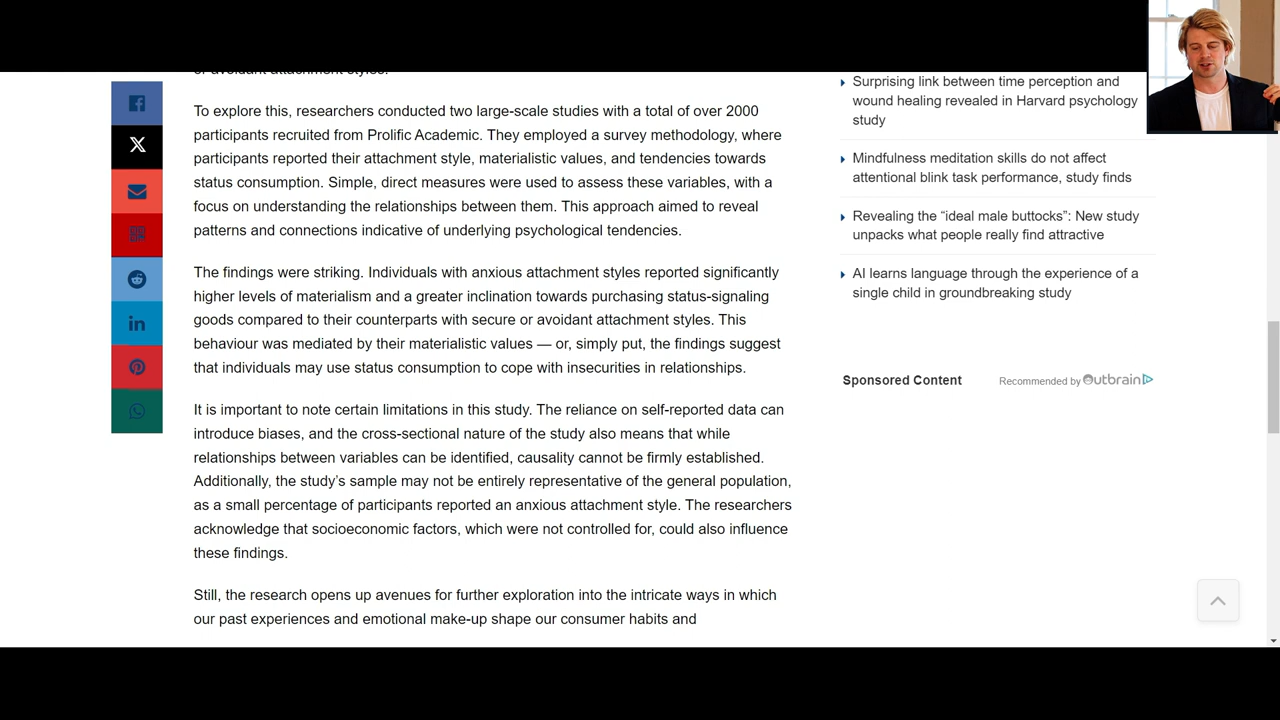 or avoidant attachment styles.
To explore this, researchers conducted two large-scale studies with a total of over 2000
participants recruited from Prolific Academic. They employed a survey methodology, where
participants reported their attachment style, materialistic values, and tendencies towards
status consumption. Simple, direct measures were used to assess these variables, with a
focus on understanding the relationships between them. This approach aimed to reveal
patterns and connections indicative of underlying psychological tendencies.
The findings were striking. Individuals with anxious attachment styles reported significantly
higher levels of materialism and a greater inclination towards purchasing status-signaling
goods compared to their counterparts with secure or avoidant attachment styles. This
behaviour was mediated by their materialistic values — or, simply put, the findings suggest
that individuals may use status consumption to cope with insecurities in relationships.
It is important to note certain limitations in this study. The reliance on self-reported data can
introduce biases, and the cross-sectional nature of the study also means that while
relationships between variables can be identified, causality cannot be firmly established.
Additionally, the study's sample may not be entirely representative of the general population,
as a small percentage of participants reported an anxious attachment style. The researchers
acknowledge that socioeconomic factors, which were not controlled for, could also influence
these findings.
Still, the research opens up avenues for further exploration into the intricate ways in which
our past experiences and emotional make-up shape our consumer habits and
Surprising link between time perception and
wound healing revealed in Harvard psychology
study
Mindfulness meditation skills do not affect
attentional blink task performance, study finds
Revealing the “ideal male buttocks”: New study
unpacks what people really find attractive
AI learns language through the experience of a
single child in groundbreaking study
Sponsored Content
Recommended by Outbrain